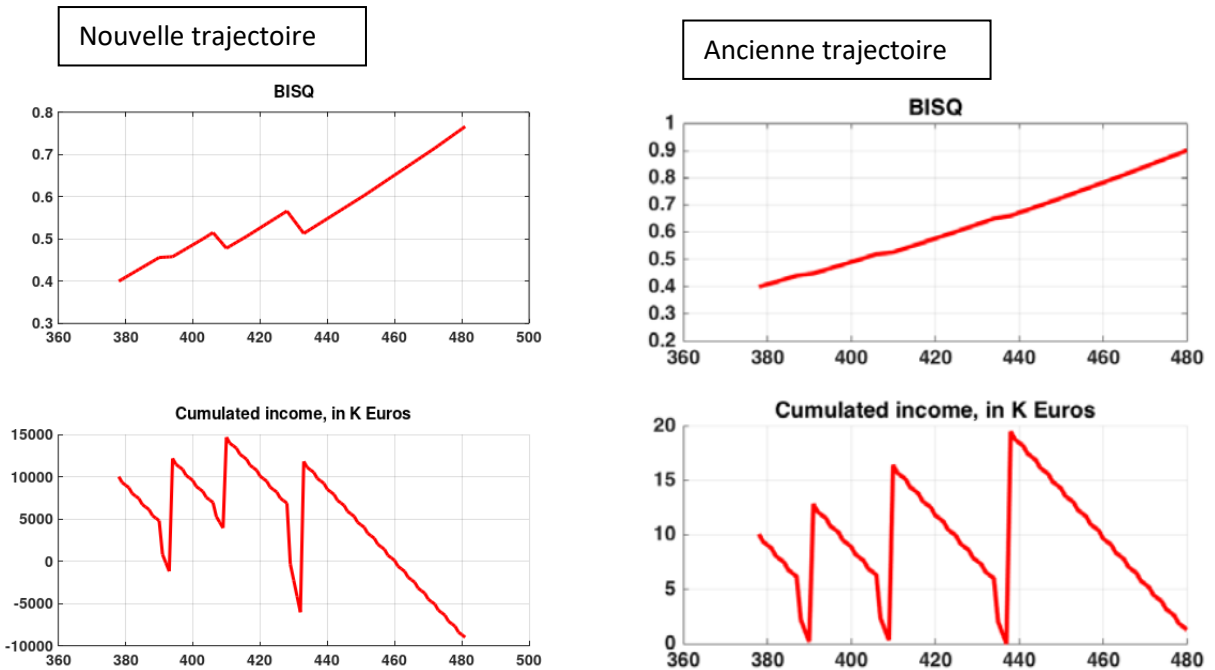 Nouvelle trajectoire
BISQ
0.8
0.7
0.6
0.5
0.4
0.3
360 380 400 420 440 460 480 500
Cumulated income, in K Euros
15000
10000
5000
0
-5000
-10000
360 380 400 420 440 460 480 500
Ancienne trajectoire
BISQ
1
0.9
0.8
0.7
0.6
0.5
0.4
0.3
0.2
360 380 400 420 440 460 480
Cumulated income, in K Euros
20
15
10
5
0
360 380 400 420 440 460 480